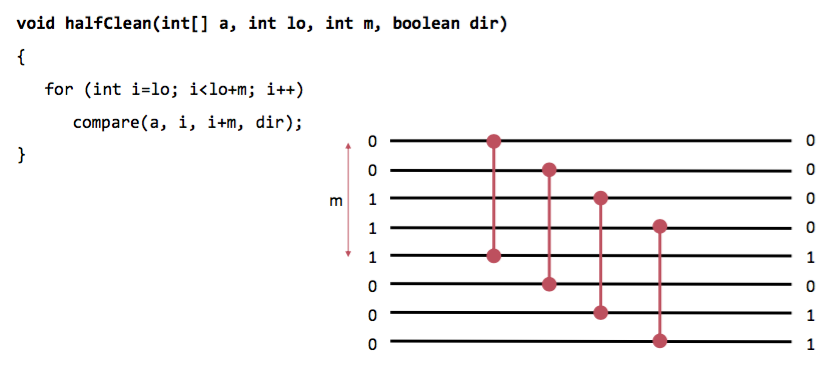 void halfClean(int[] a, int lo, int m, boolean dir)
{
for (int i=lo; i<lo+m; i++)
compare(a, i, i+m, dir);
}
m
0 0
0 0
1 0
1 0
1 1
0 0
0 1
0 1